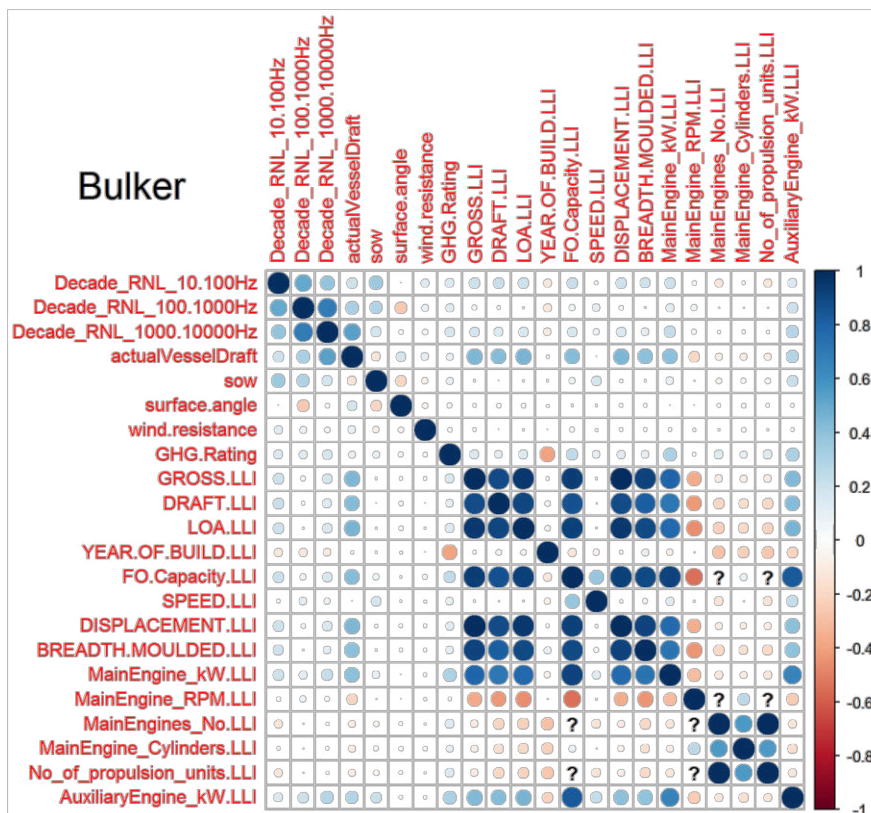 Bulker
Decade_RNL_10.100Hz
Decade_RNL_100.1000Hz
Decade_RNL_1000.10000Hz
actualVesselDraft
sow
surface.angle
wind.resistance
GHG.Rating
GROSS.LLI
DRAFT.LLI
LOA.LLI
YEAR.OF.BUILD.LLI
FO.Capacity.LLI
SPEED.LLI
DISPLACEMENT.LLI
BREADTH.MOULDED.LLI
MainEngine_kW.LLI
MainEngine_RPM.LLI
MainEngines_No.LLI
MainEngine_Cylinders.LLI
No_of_propulsion_units.LLI
AuxiliaryEngine_kW.LLI
Decade_RNL_10.100Hz
Decade_RNL_100.1000Hz
Decade_RNL_1000.10000Hz
actualVesselDraft
sow
surface.angle
wind.resistance
GHG.Rating
GROSS.LLI
DRAFT.LLI
LOA.LLI
YEAR.OF.BUILD.LLI
FO.Capacity.LLI ? ?
SPEED.LLI
DISPLACEMENT.LLI
BREADTH.MOULDED.LLI
MainEngine_kW.LLI
MainEngine_RPM.LLI ? ?
MainEngines_No.LLI ? ?
MainEngine_Cylinders.LLI
No_of_propulsion_units.LLI ? ?
AuxiliaryEngine_kW.LLI
1
0.8
0.6
0.4
0.2
0
-0.2
-0.4
-0.6
-0.8
-1